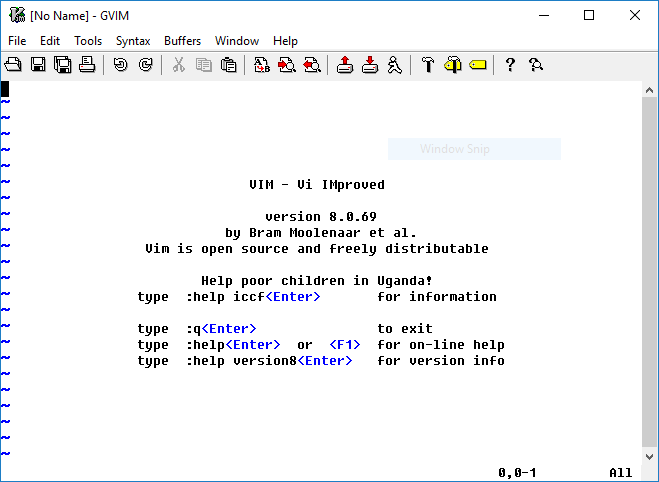 [No Name] - GVIM
File Edit Tools Syntax Buffers Window Help
Window Snip
VIM - Vi IMproved
version 8.0.69
by Bram Moolenaar et al.
Vim is open source and freely distributable
Help poor children in Uganda!
type :help iccf<Enter> for information
type :q<Enter> to exit
type :help<Enter> or <F1> for on-line help
type :help version8<Enter> for version info
0,0-1 All